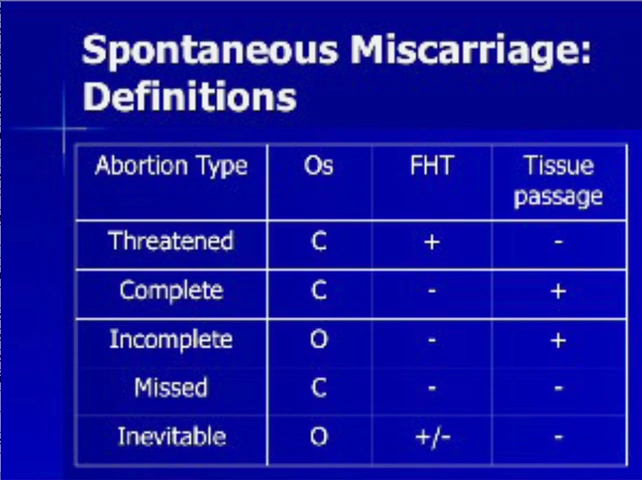 Spontaneous Miscarriage:
Definitions
Abortion Type Os FHT Tissue
passage
Threatened C + -
Complete C - +
Incomplete O - +
Missed C - -
Inevitable O +/- -